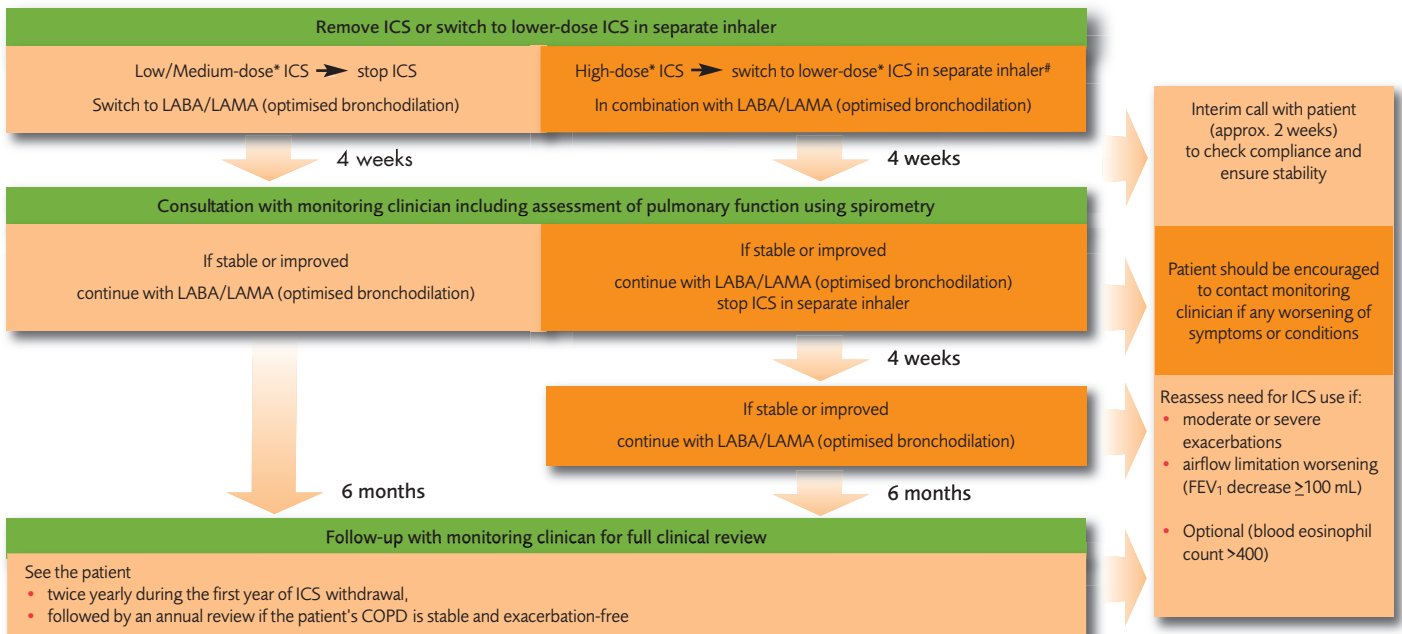 Remove ICS or switch to lower-dose ICS in separate inhaler
Low/Medium-dose* ICS → stop ICS
Switch to LABA/LAMA (optimised bronchodilation)
High-dose* ICS → switch to lower-dose* ICS in separate inhaler#
In combination with LABA/LAMA (optimised bronchodilation)
4 weeks
4 weeks
Consultation with monitoring clinician including assessment of pulmonary function using spirometry
If stable or improved
continue with LABA/LAMA (optimised bronchodilation)
If stable or improved
continue with LABA/LAMA (optimised bronchodilation)
stop ICS in separate inhaler
4 weeks
If stable or improved
continue with LABA/LAMA (optimised bronchodilation)
6 months
6 months
Follow-up with monitoring clinican for full clinical review
See the patient
• twice yearly during the first year of ICS withdrawal,
• followed by an annual review if the patient's COPD is stable and exacerbation-free
Interim call with patient
(approx. 2 weeks)
to check compliance and
ensure stability
Patient should be encouraged
to contact monitoring
clinician if any worsening of
symptoms or conditions
Reassess need for ICS use if:
• moderate or severe
exacerbations
• airflow limitation worsening
(FEV₁ decrease ≥100 mL)
• Optional (blood eosinophil
count >400)